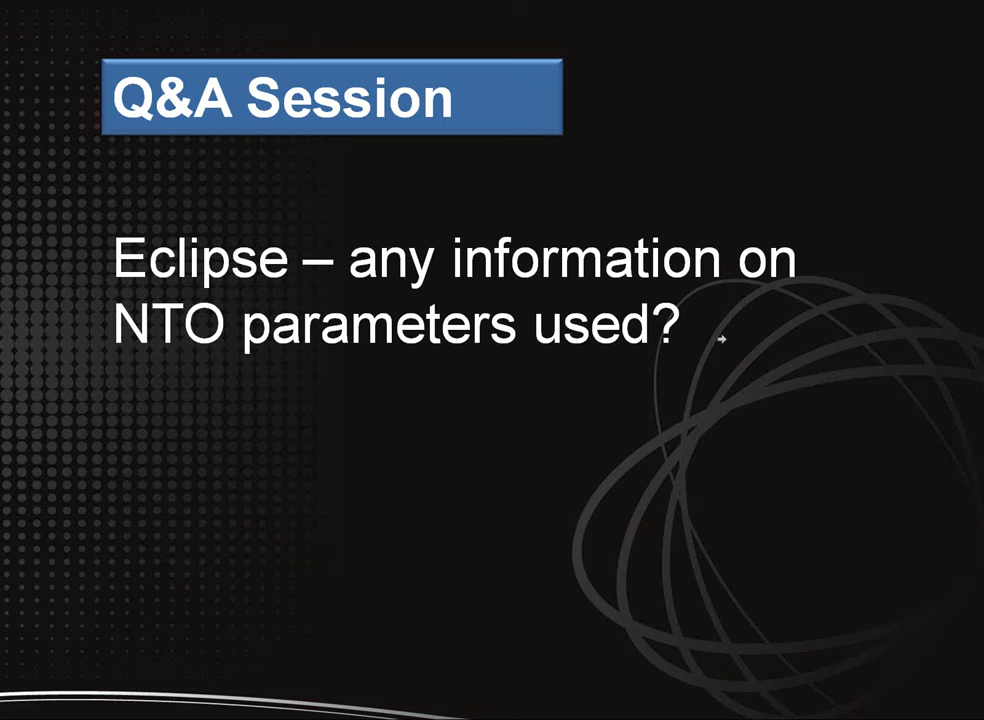 Q&A Session
Eclipse – any information on
NTO parameters used?